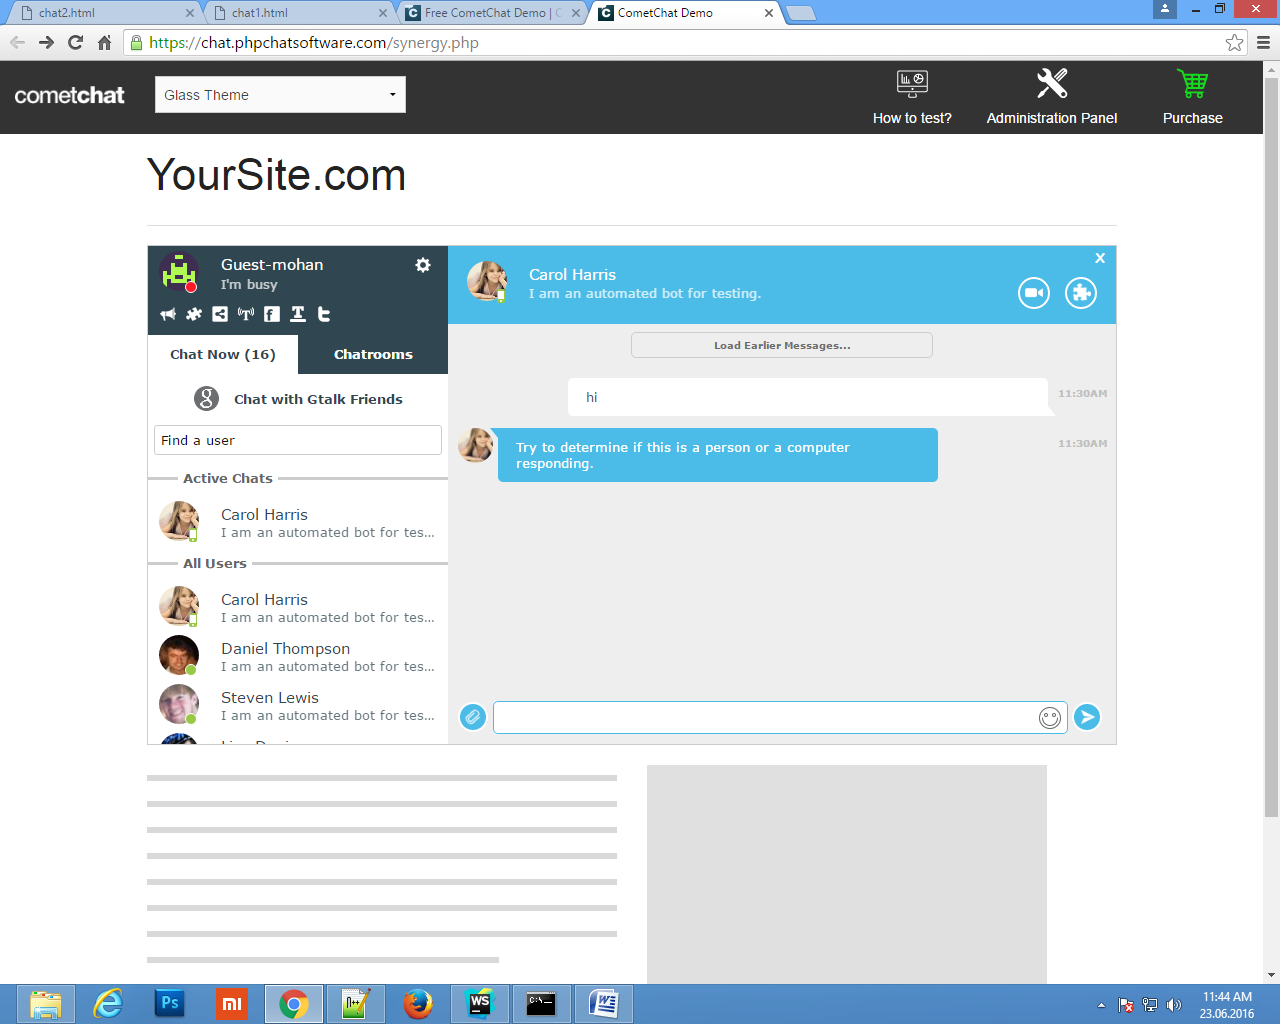 chat2.html
chat1.html
Free CometChat Demo | C
CometChat Demo
https://chat.phpchatsoftware.com/synergy.php
cometchat
Glass Theme
How to test?
Administration Panel
Purchase
YourSite.com
Guest-mohan
I'm busy
Chat Now (16)
Chatrooms
Chat with Gtalk Friends
Find a user
Active Chats
Carol Harris
I am an automated bot for tes...
All Users
Carol Harris
I am an automated bot for tes...
Daniel Thompson
I am an automated bot for tes...
Steven Lewis
I am an automated bot for tes...
Carol Harris
I am an automated bot for testing.
X
Load Earlier Messages...
hi
11:30AM
Try to determine if this is a person or a computer
responding.
11:30AM
Ps
mi
N++
WS
C:\_
W
11:44 AM
23.06.2016